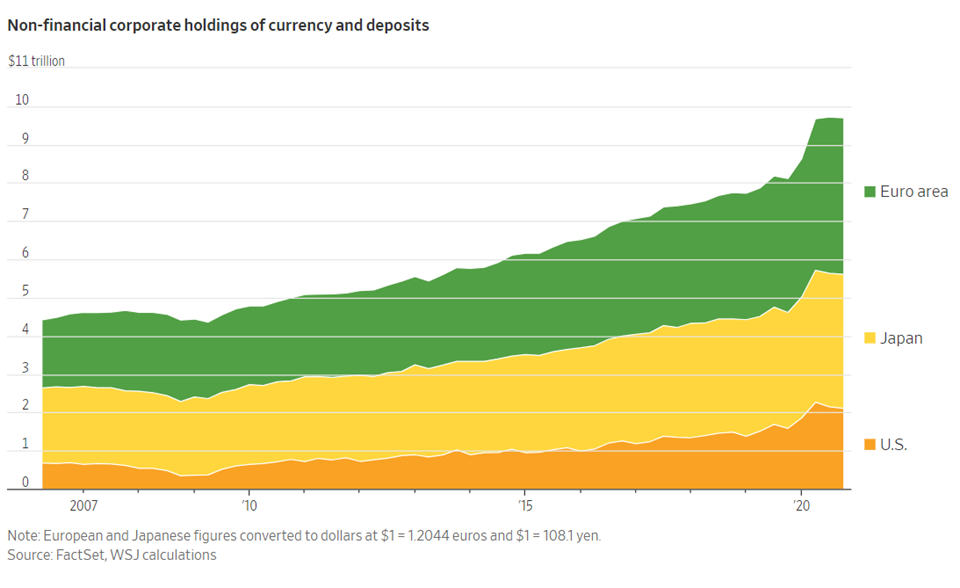 Non-financial corporate holdings of currency and deposits
$11 trillion
10
9
8
7
6
5
4
3
2
1
0
2007 ’10 ’15 ’20
Euro area
Japan
U.S.
Note: European and Japanese figures converted to dollars at $1 = 1.2044 euros and $1 = 108.1 yen.
Source: FactSet, WSJ calculations